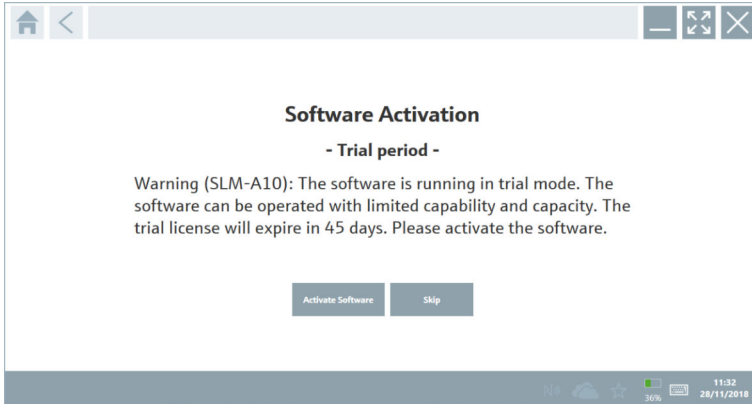 Software Activation
- Trial period -
Warning (SLM-A10): The software is running in trial mode. The
software can be operated with limited capability and capacity. The
trial license will expire in 45 days. Please activate the software.
Activate Software
Skip
36%
11:32
28/11/2018